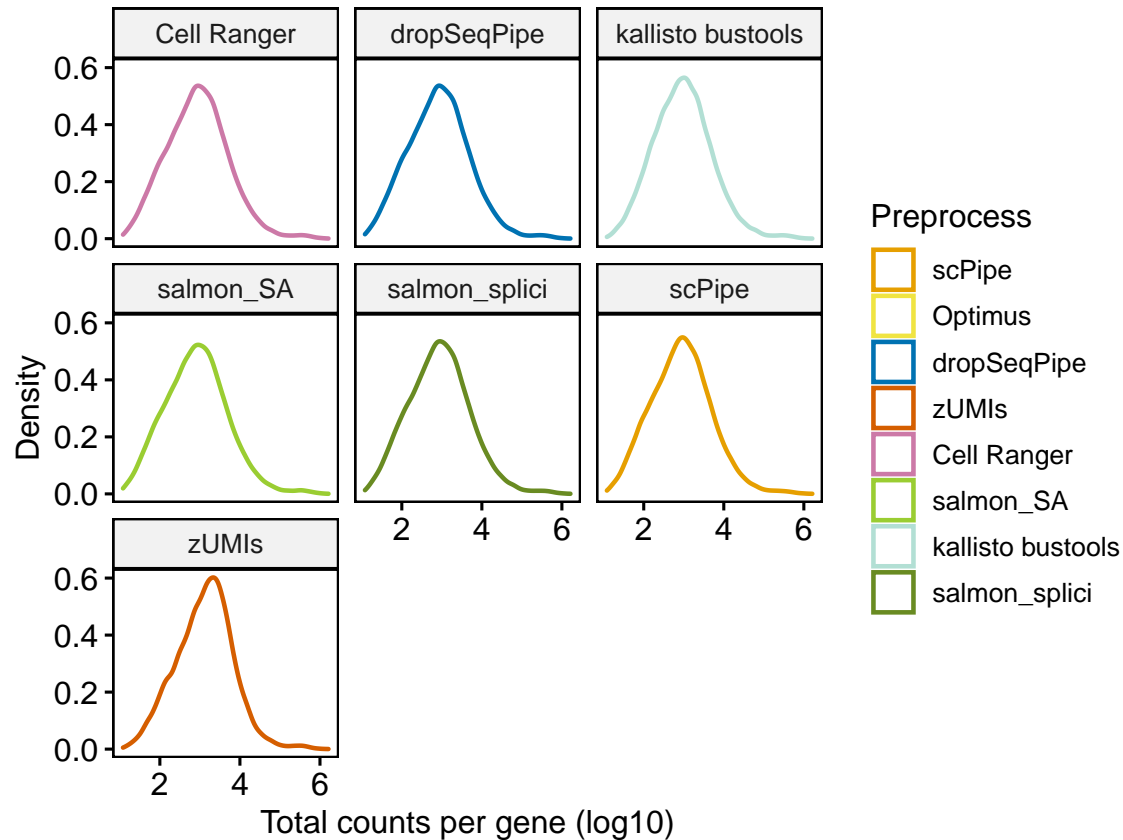 Cell Ranger
dropSeqPipe
kallisto bustools
0.6
0.4
0.2
0.0
salmon_SA
salmon_splici
scPipe
0.6
0.4
0.2
0.0
2 4 6
2 4 6
zUMIs
0.6
0.4
0.2
0.0
2 4 6
Density
Total counts per gene (log10)
Preprocess
scPipe
Optimus
dropSeqPipe
zUMIs
Cell Ranger
salmon_SA
kallisto bustools
salmon_splici